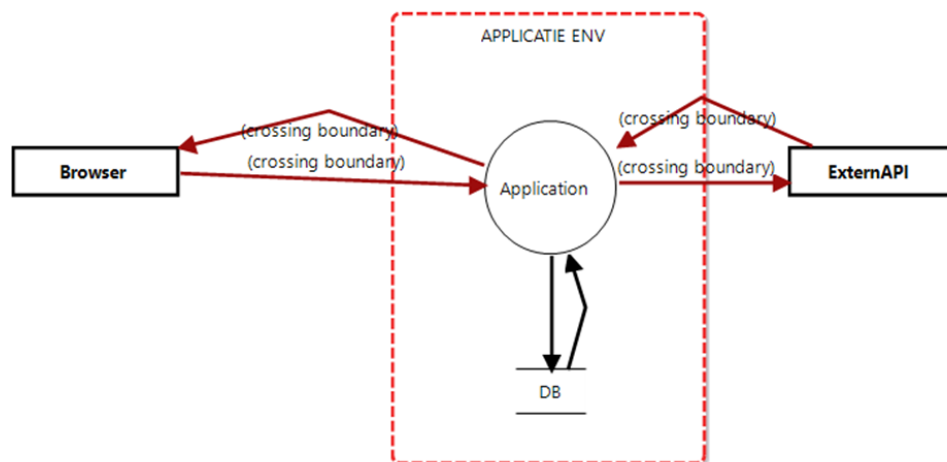 APPLICATIE ENV
(crossing boundary)
(crossing boundary)
(crossing boundary)
(crossing boundary)
Browser
Application
ExternAPI
DB